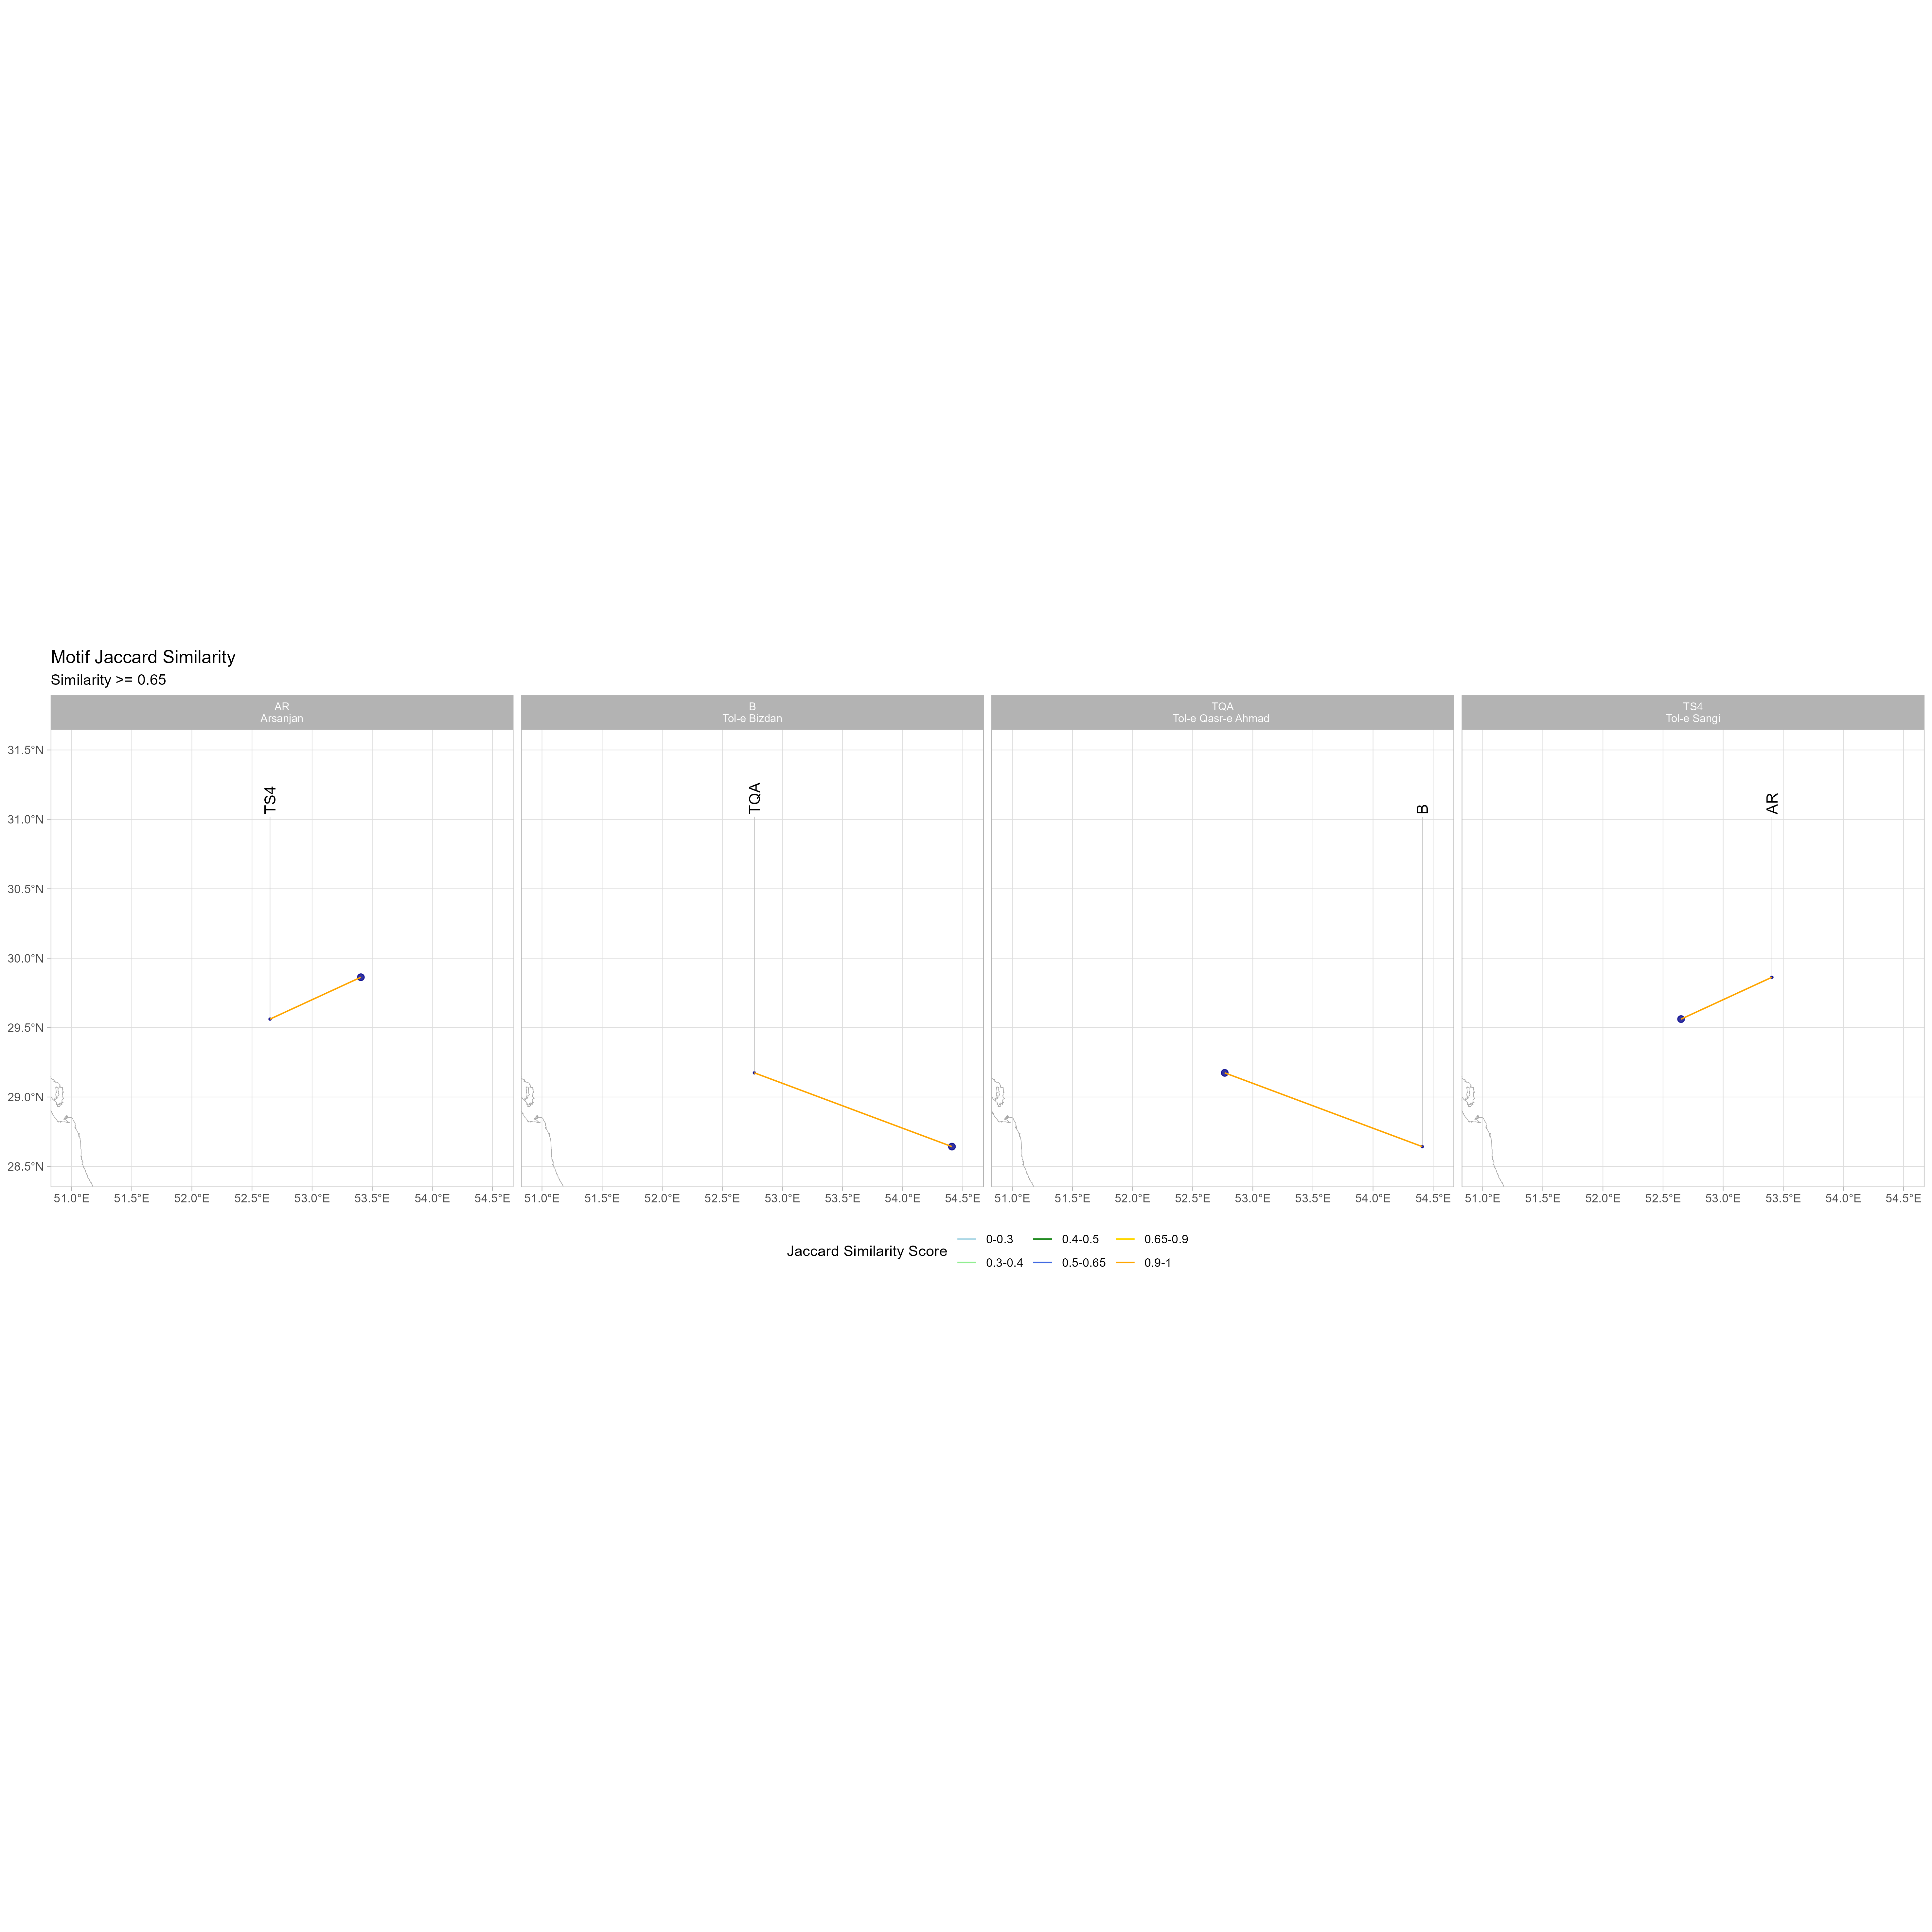 Motif Jaccard Similarity
Similarity >= 0.65
AR
Arsanjan
B
Tol-e Bizdan
TQA
Tol-e Qasr-e Ahmad
TS4
Tol-e Sangi
31.5°N
31.0°N
30.5°N
30.0°N
29.5°N
29.0°N
28.5°N
TS4
TQA
B
AR
51.0°E 51.5°E 52.0°E 52.5°E 53.0°E 53.5°E 54.0°E 54.5°E
51.0°E 51.5°E 52.0°E 52.5°E 53.0°E 53.5°E 54.0°E 54.5°E
51.0°E 51.5°E 52.0°E 52.5°E 53.0°E 53.5°E 54.0°E 54.5°E
51.0°E 51.5°E 52.0°E 52.5°E 53.0°E 53.5°E 54.0°E 54.5°E
Jaccard Similarity Score
0-0.3 0.4-0.5 0.65-0.9
0.3-0.4 0.5-0.65 0.9-1